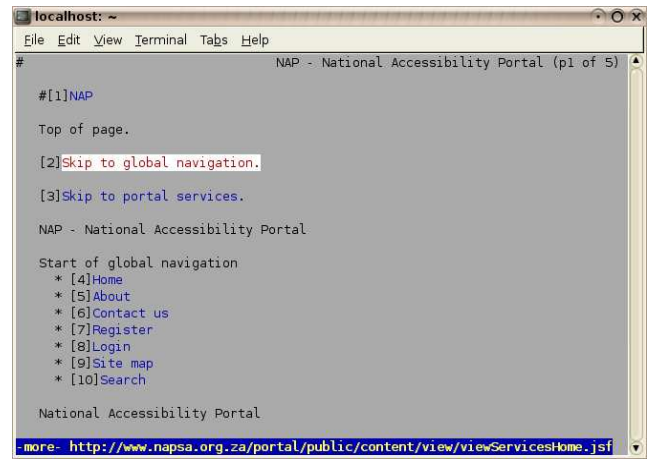 localhost: ~
File Edit View Terminal Tabs Help
# NAP - National Accessibility Portal (p1 of 5)
#[1]NAP
Top of page.
[2]Skip to global navigation.
[3]Skip to portal services.
NAP - National Accessibility Portal
Start of global navigation
* [4]Home
* [5]About
* [6]Contact us
* [7]Register
* [8]Login
* [9]Site map
* [10]Search
National Accessibility Portal
-more- http://www.napsa.org.za/portal/public/content/view/viewServicesHome.jsf